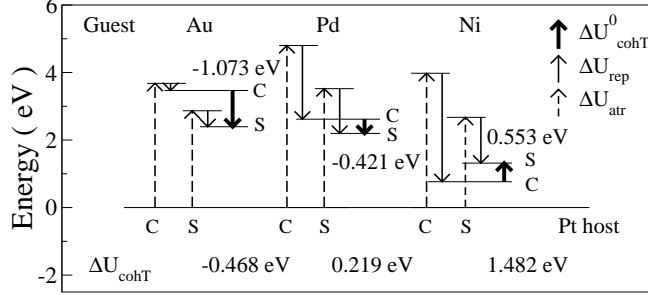 6
4
2
0
-2
Energy ( eV)
Guest Au Pd Ni
ΔU⁰cohT
ΔUrep
ΔUatr
-1.073 eV
C
S
C
S
-0.421 eV
0.553 eV
S
C
C S C S C S
Pt host
ΔUcohT -0.468 eV 0.219 eV 1.482 eV